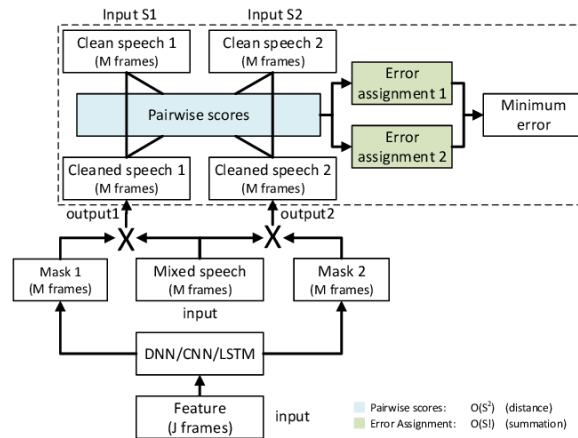 Input S1 Input S2
Clean speech 1 Clean speech 2
(M frames) (M frames)
Pairwise scores
Error
assignment 1
Error
assignment 2
Minimum
error
Cleaned speech 1 Cleaned speech 2
(M frames) (M frames)
output1 output2
X X
Mask 1 Mixed speech Mask 2
(M frames) (M frames) (M frames)
input
DNN/CNN/LSTM
Feature
(J frames)
input
Pairwise scores: O(S²) (distance)
Error Assignment: O(S!) (summation)